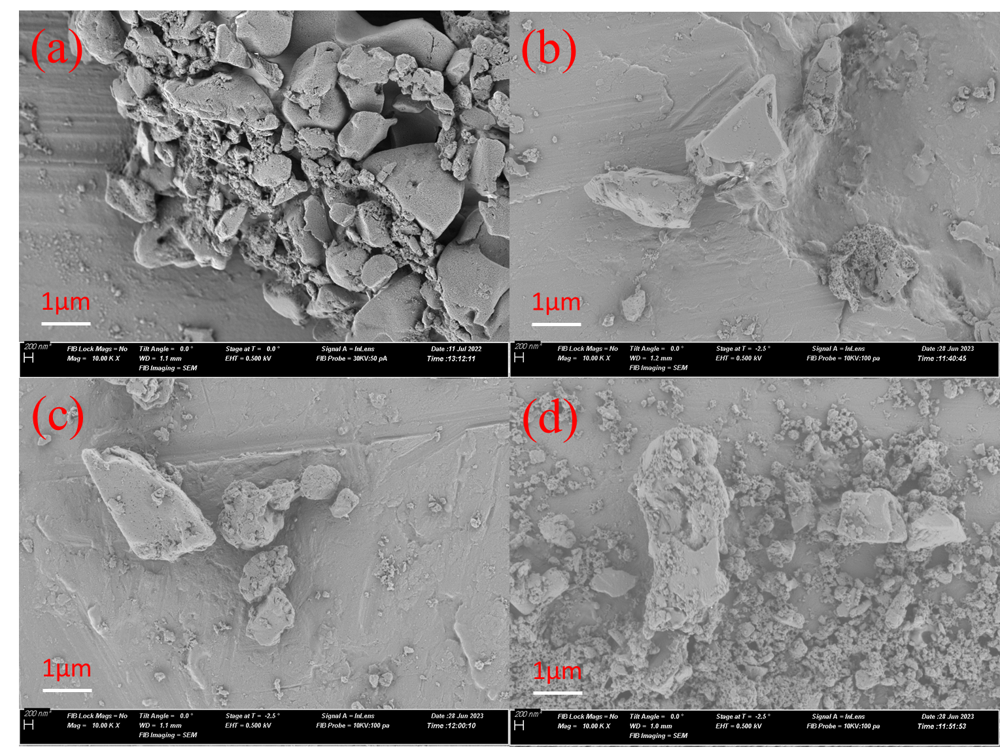 (a)
1μm
200 nm*
FIB Lock Mags = No Tilt Angle = 0.0 ° Stage at T = 0.0 ° Signal A = InLens Date :11 Jul 2022
Mag = 10.00 K X WD = 1.1 mm EHT = 0.500 kV FIB Probe = 30KV:50 pA Time :13:12:11
FIB Imaging = SEM
(b)
1μm
200 nm*
FIB Lock Mags = No Tilt Angle = 0.0 ° Stage at T = -2.5 ° Signal A = InLens Date :28 Jun 2023
Mag = 10.00 K X WD = 1.2 mm EHT = 0.500 kV FIB Probe = 10KV:100 pa Time :11:40:45
FIB Imaging = SEM
(c)
1μm
200 nm*
FIB Lock Mags = No Tilt Angle = 0.0 ° Stage at T = -2.5 ° Signal A = InLens Date :28 Jun 2023
Mag = 10.00 K X WD = 1.1 mm EHT = 0.500 kV FIB Probe = 10KV:100 pa Time :12:00:10
FIB Imaging = SEM
(d)
1μm
200 nm*
FIB Lock Mags = No Tilt Angle = 0.0 ° Stage at T = -2.5 ° Signal A = InLens Date :28 Jun 2023
Mag = 10.00 K X WD = 1.0 mm EHT = 0.500 kV FIB Probe = 10KV:100 pa Time :11:51:53
FIB Imaging = SEM